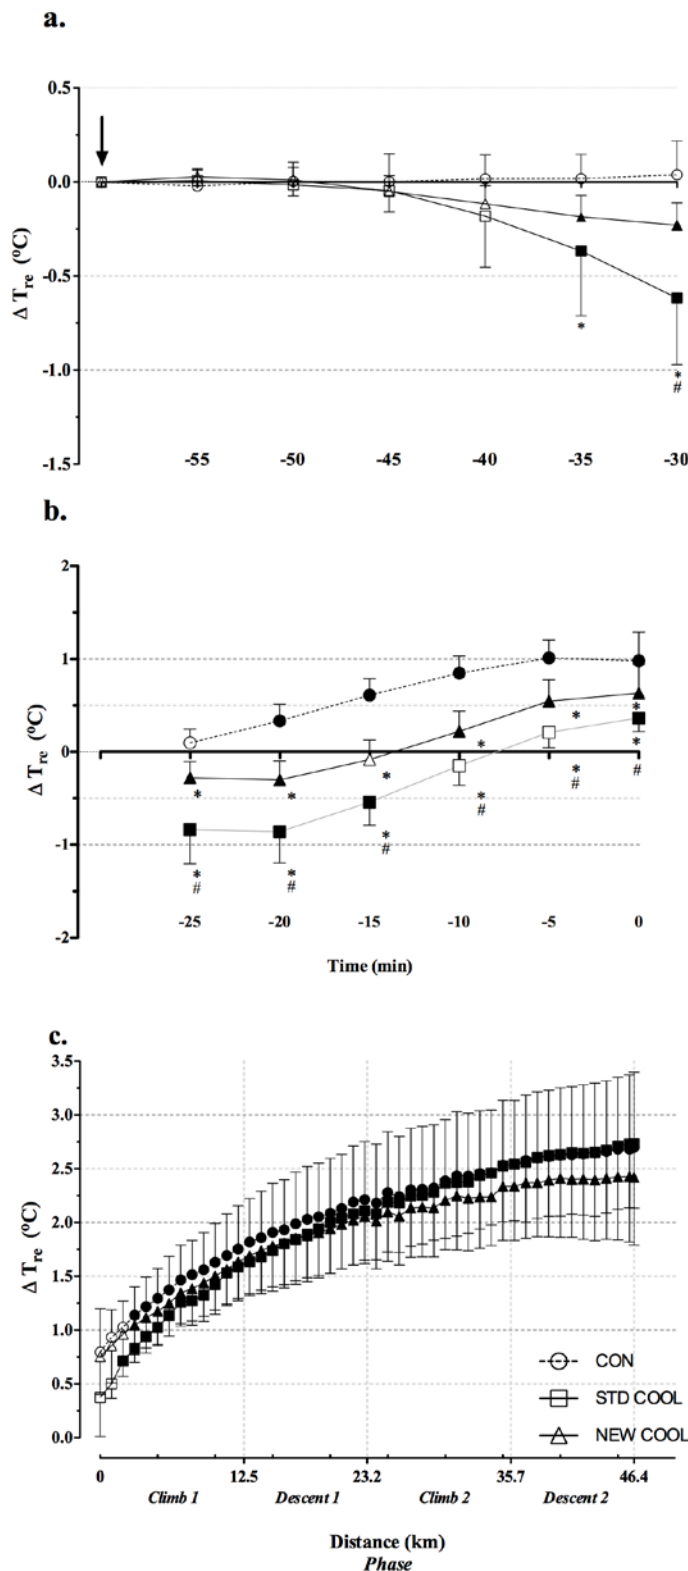 a.
0.5
0.0
-0.5
-1.0
-1.5
Δ Tre (ºC)
*
*
#
-55 -50 -45 -40 -35 -30
b.
2
1
0
-1
-2
Δ Tre (ºC)
* * * * * *
* * * * * *
# # # # # #
-25 -20 -15 -10 -5 0
Time (min)
c.
3.5
3.0
2.5
2.0
1.5
1.0
0.5
0.0
Δ Tre (ºC)
CON
STD COOL
NEW COOL
0 12.5 23.2 35.7 46.4
Climb 1 Descent 1 Climb 2 Descent 2
Distance (km)
Phase